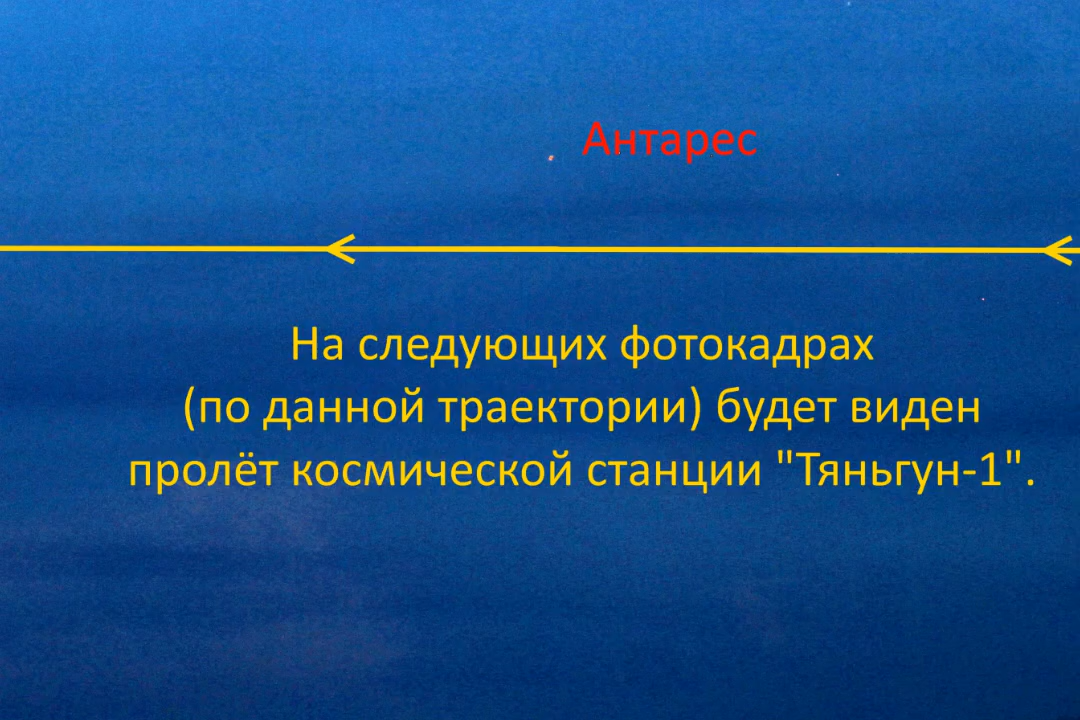 Антарес
На следующих фотокадрах
(по данной траектории) будет виден
пролёт космической станции "Тяньгун-1".